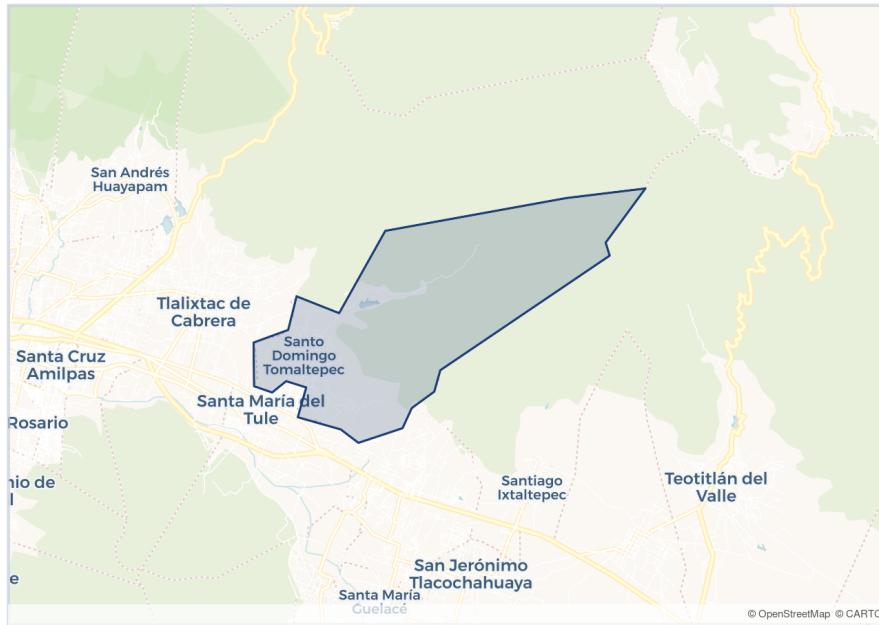 San Andrés
Huayapam
Tlalixtac de
Cabrera
Santo
Domingo
Tomaltepec
Santa Cruz
Amilpas
Santa María del
Tule
Rosario
nio de
l
Santiago
Ixtaltepec
Teotitlán del
Valle
San Jerónimo
Tlacochahuaya
e
Santa María
Guelacé
© OpenStreetMap © CARTO